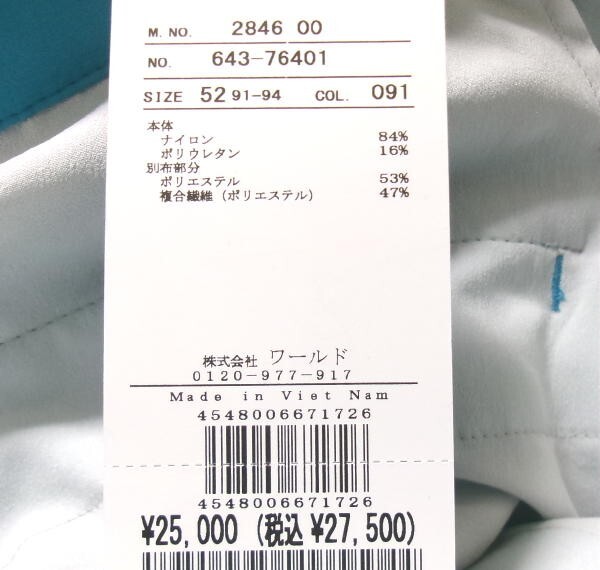 M. NO. 2846 00
NO. 643-76401
SIZE 52 91-94 COL. 091
本体
ナイロン 84%
ポリウレタン 16%
別布部分
ポリエステル 53%
複合繊維(ポリエステル) 47%
株式会社 ワールド
0120-977-917
Made in Viet Nam
4548006671726
4548006671726
¥25,000 (税込 ¥27,500)